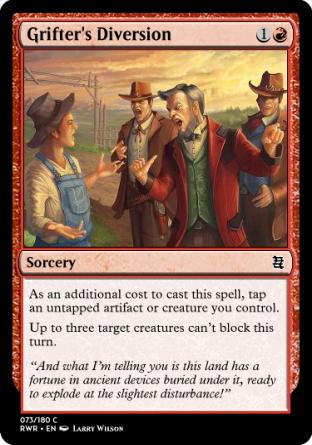 Grifter's Diversion 1
Sorcery
As an additional cost to cast this spell, tap
an untapped artifact or creature you control.
Up to three target creatures can't block this
turn.
“And what I'm telling you is this land has a
fortune in ancient devices buried under it, ready
to explode at the slightest disturbance!”
073/180 C
RWR • EN LARRY WILSON